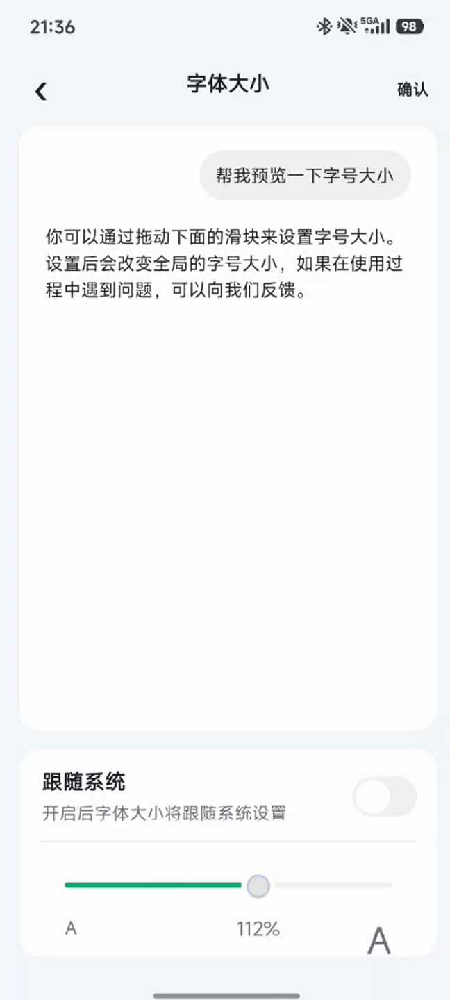 21:36
5GA
98
字体大小
确认
帮我预览一下字号大小
你可以通过拖动下面的滑块来设置字号大小。
设置后会改变全局的字号大小，如果在使用过
程中遇到问题，可以向我们反馈。
跟随系统
开启后字体大小将跟随系统设置
A
112%
A